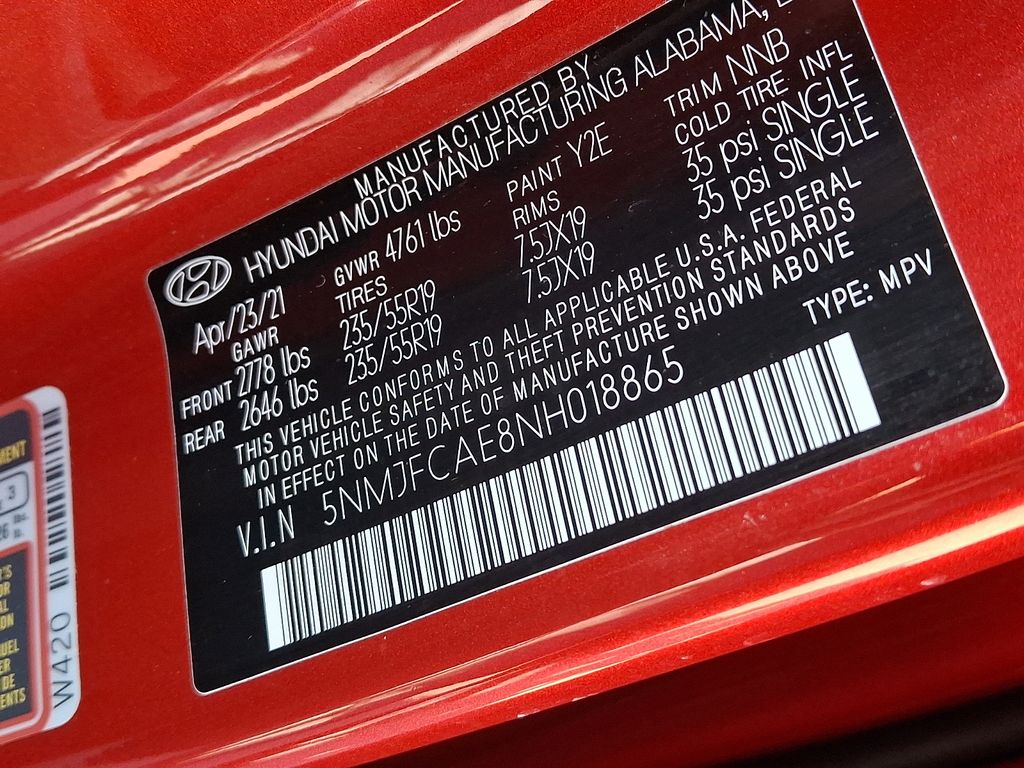 MANUFACTURED BY
HYUNDAI MOTOR MANUFACTURING ALABAMA,
Apr/23/21 GVWR 4761 lbs PAINT Y2E TRIM NNB
GAWR TIRES RIMS COLD TIRE INFL
FRONT 2778 lbs 235/55R19 7.5JX19 35 psi SINGLE
REAR 2646 lbs 235/55R19 7.5JX19 35 psi SINGLE
THIS VEHICLE CONFORMS TO ALL APPLICABLE U.S.A. FEDERAL
MOTOR VEHICLE SAFETY AND THEFT PREVENTION STANDARDS
IN EFFECT ON THE DATE OF MANUFACTURE SHOWN ABOVE
V.I.N 5NMJFCAE8NH018865 TYPE: MPV
W420